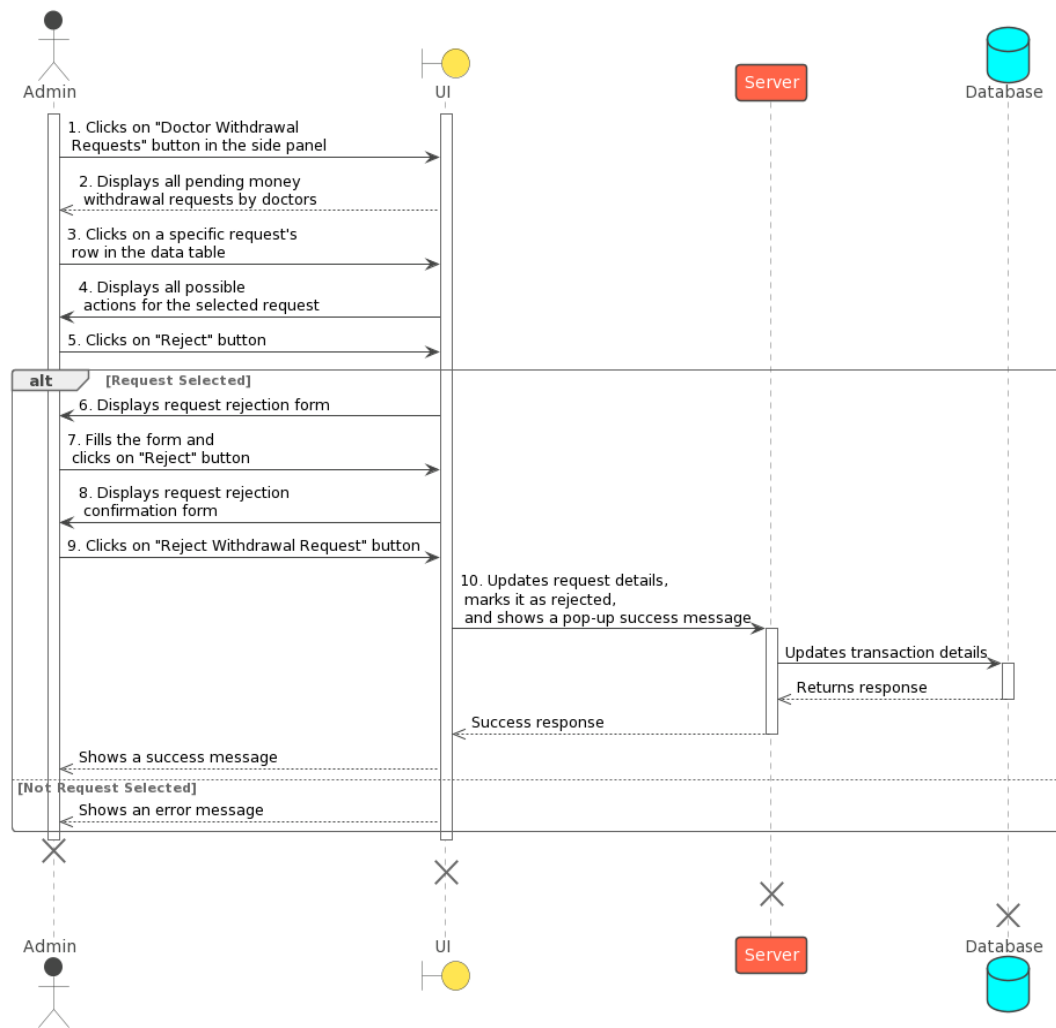 Admin
UI
Server
Database
1. Clicks on "Doctor Withdrawal
Requests" button in the side panel
2. Displays all pending money
withdrawal requests by doctors
3. Clicks on a specific request's
row in the data table
4. Displays all possible
actions for the selected request
5. Clicks on "Reject" button
alt [Request Selected]
6. Displays request rejection form
7. Fills the form and
clicks on "Reject" button
8. Displays request rejection
confirmation form
9. Clicks on "Reject Withdrawal Request" button
10. Updates request details,
marks it as rejected,
and shows a pop-up success message
Updates transaction details
Returns response
Success response
Shows a success message
[Not Request Selected]
Shows an error message
Admin
UI
Server
Database